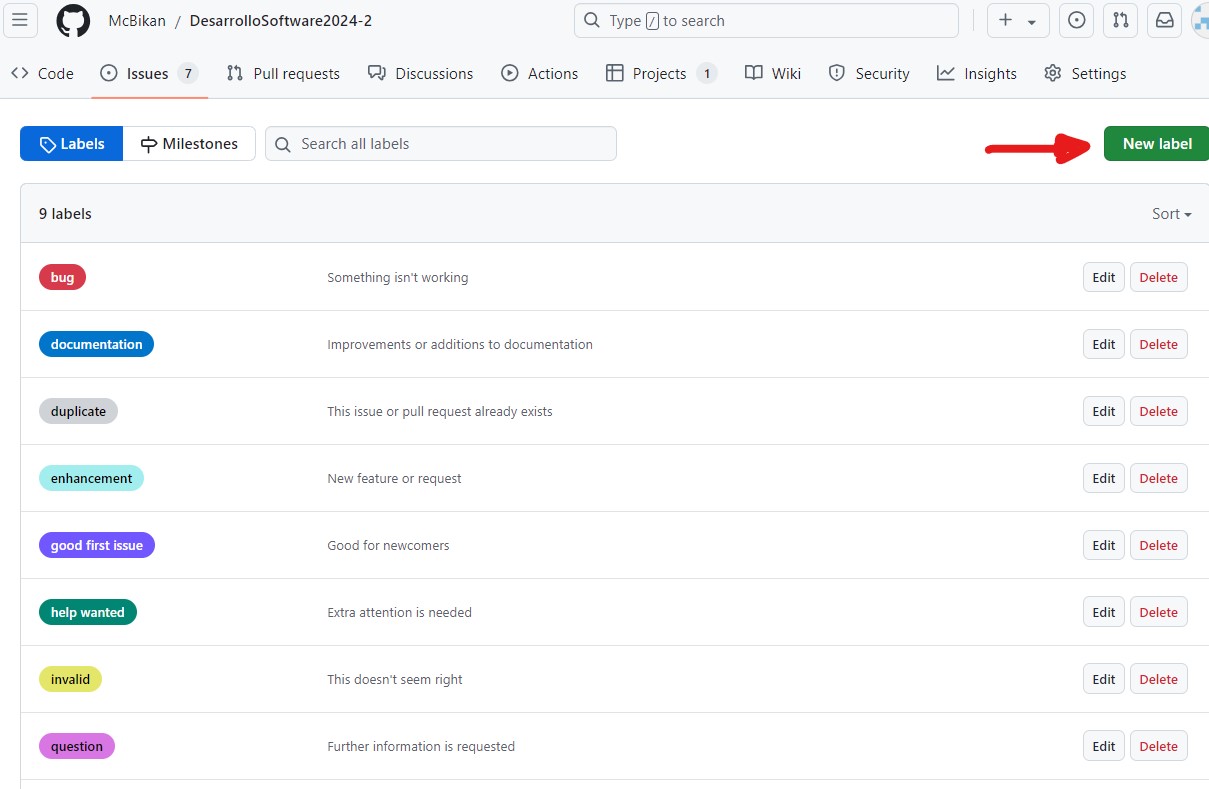 McBikan / DesarrolloSoftware2024-2 Type / to search
Code Issues 7 Pull requests Discussions Actions Projects 1 Wiki Security Insights Settings
Labels Milestones Search all labels New label
9 labels Sort
bug Something isn't working Edit Delete
documentation Improvements or additions to documentation Edit Delete
duplicate This issue or pull request already exists Edit Delete
enhancement New feature or request Edit Delete
good first issue Good for newcomers Edit Delete
help wanted Extra attention is needed Edit Delete
invalid This doesn't seem right Edit Delete
question Further information is requested Edit Delete